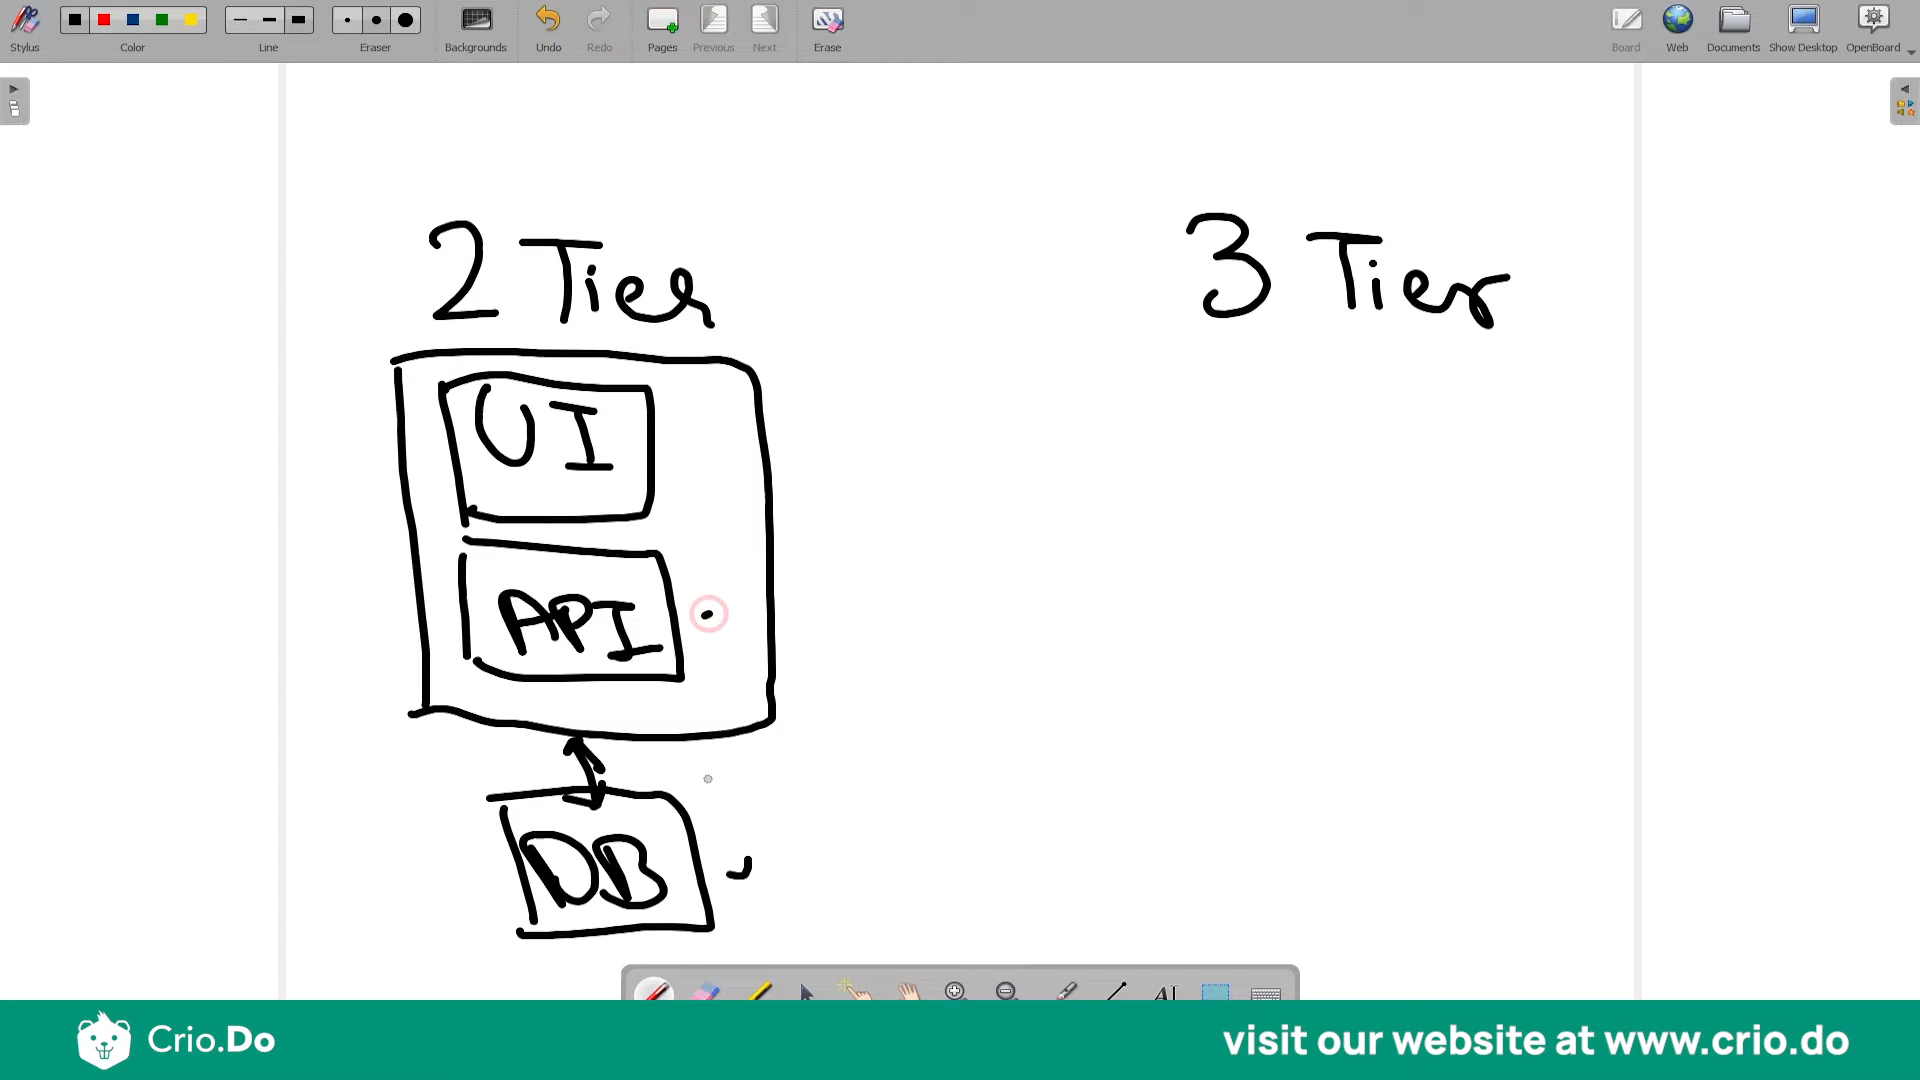 Stylus
Color
Line
Eraser
Backgrounds
Undo
Redo
Pages
Previous
Next
Erase
Board
Web
Documents
Show Desktop
OpenBoard
2 Tier
3 Tier
UI
API
DB
AI
Crio.Do
visit our website at www.crio.do